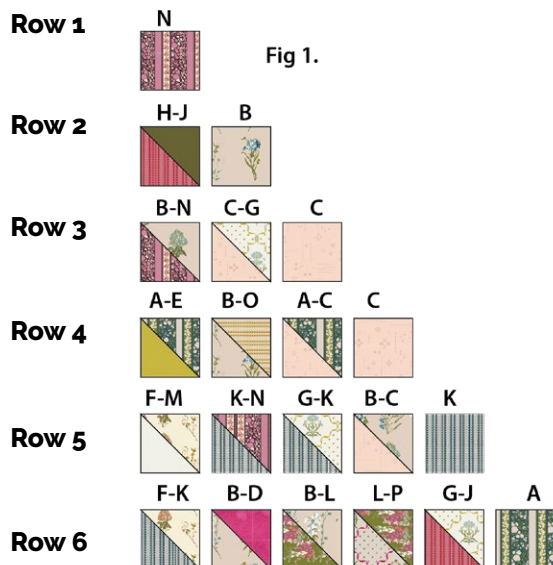 Row 1
N
Fig 1.
Row 2
H-J B
Row 3
B-N C-G C
Row 4
A-E B-O A-C C
Row 5
F-M K-N G-K B-C K
Row 6
F-K B-D B-L L-P G-J A